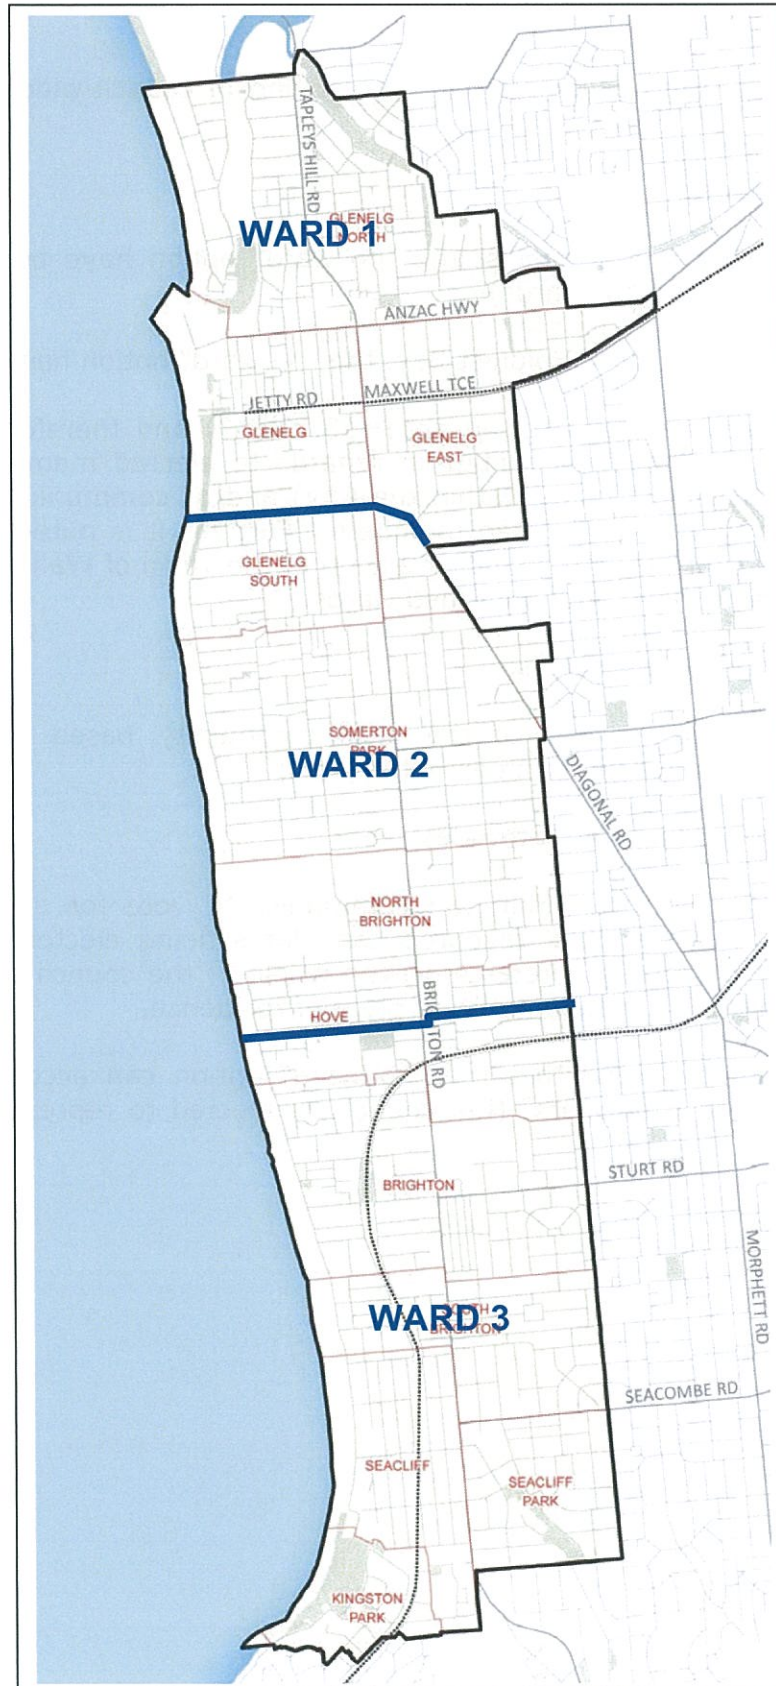 TAPLEYS HILL RD
GLENELG
NORTH
WARD 1
ANZAC HWY
JETTY RD
MAXWELL TCE
GLENELG
GLENELG
EAST
GLENELG
SOUTH
SOMERTON
PARK
WARD 2
DIAGONAL RD
NORTH
BRIGHTON
HOVE
BRIGHTON RD
BRIGHTON
STURT RD
MORPHETT RD
SOUTH
BRIGHTON
WARD 3
SEACOMBE RD
SEACLIFF
SEACLIFF
PARK
KINGSTON
PARK